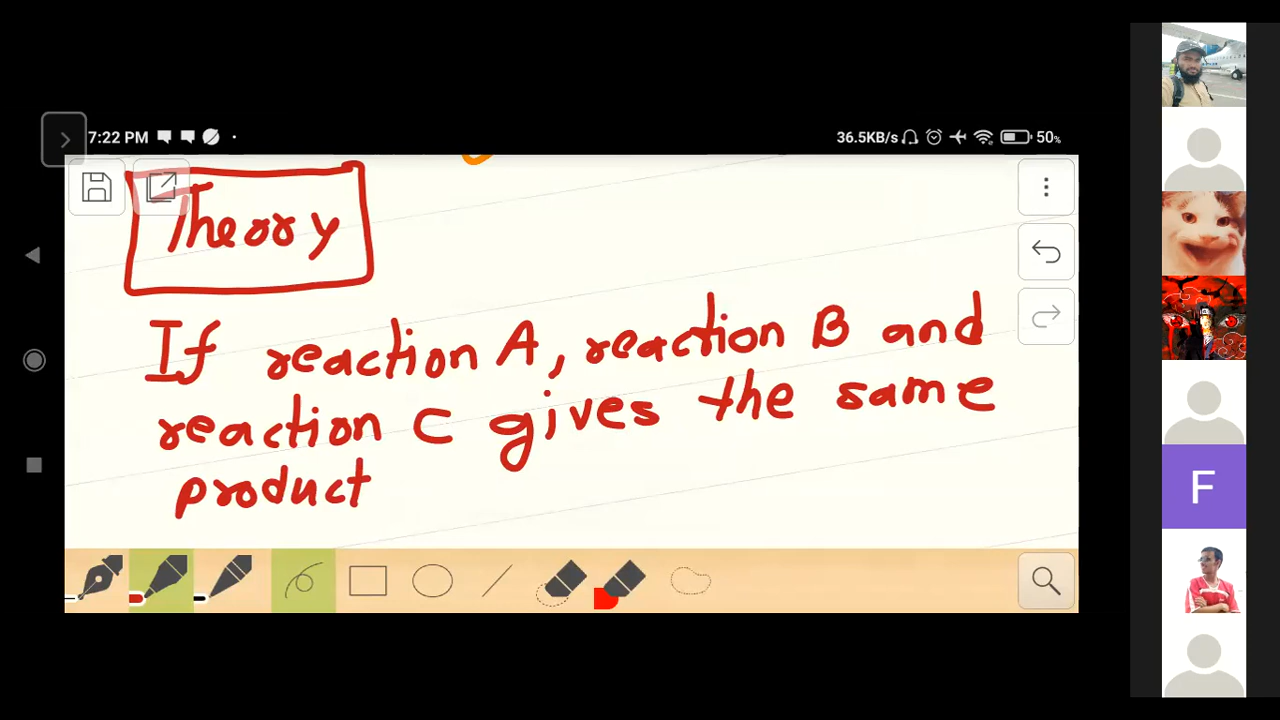 7:22 PM
36.5KB/s 50%
Theory
If reaction A, reaction B and
reaction C gives the same
product
F